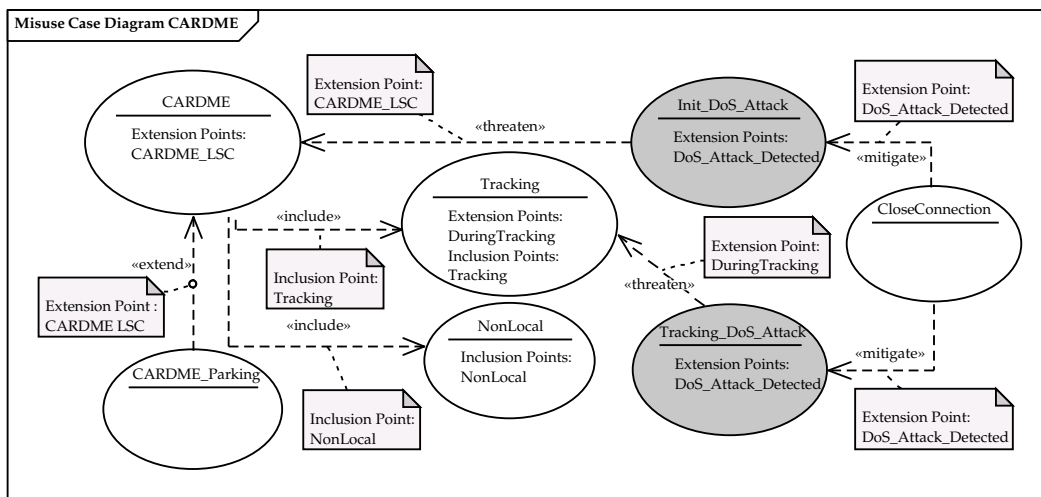 Misuse Case Diagram CARDME
CARDME
Extension Points:
CARDME_LSC
Extension Point:
CARDME_LSC
«threaten»
Init_DoS_Attack
Extension Points:
DoS_Attack_Detected
Extension Point:
DoS_Attack_Detected
«mitigate»
Tracking
Extension Points:
DuringTracking
Inclusion Points:
Tracking
«include»
Inclusion Point:
Tracking
CloseConnection
Extension Point:
DuringTracking
«threaten»
«extend»
Extension Point :
CARDME LSC
«include»
NonLocal
Inclusion Points:
NonLocal
Tracking_DoS_Attack
Extension Points:
DoS_Attack_Detected
«mitigate»
CARDME_Parking
Inclusion Point:
NonLocal
Extension Point:
DoS_Attack_Detected